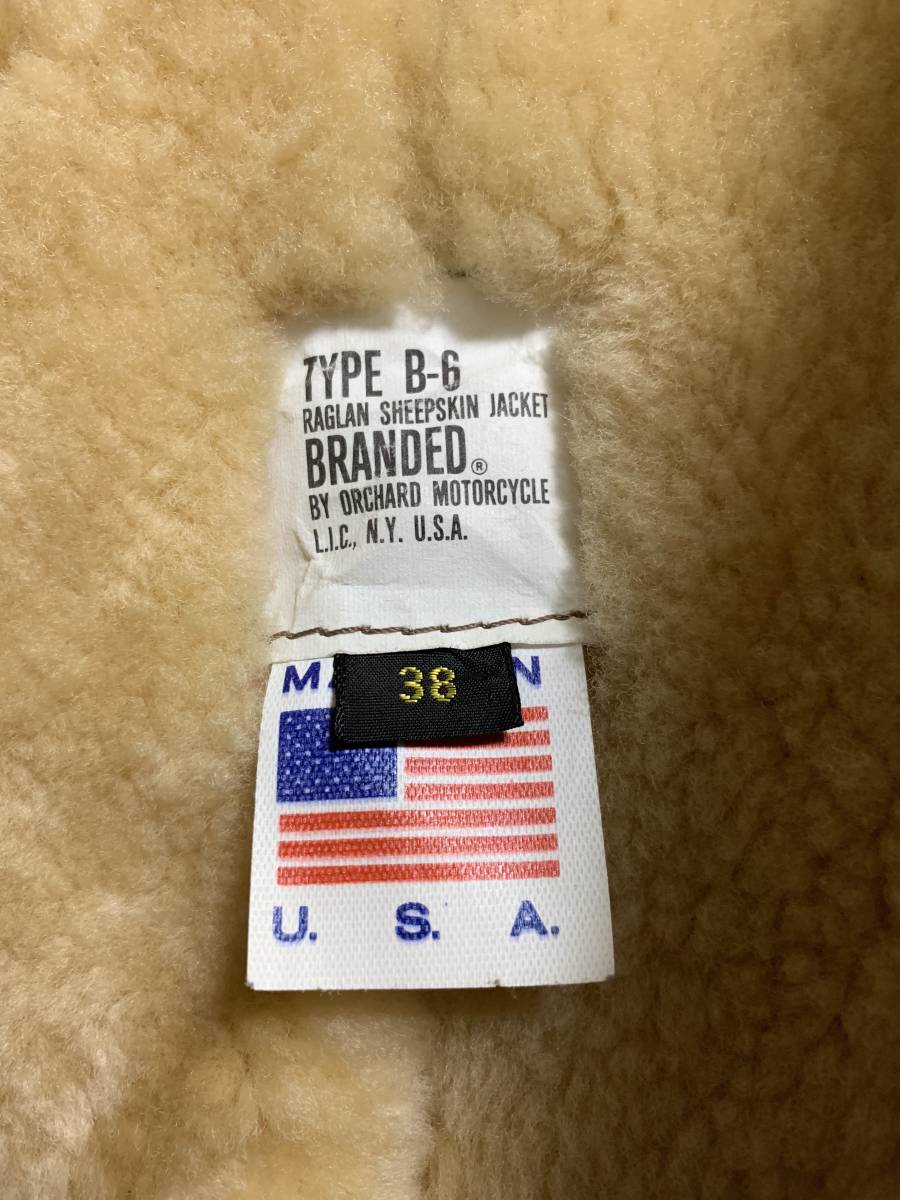 TYPE B-6
RAGLAN SHEEPSKIN JACKET
BRANDED®
BY ORCHARD MOTORCYCLE
L.I.C., N.Y. U.S.A.
38
U. S. A.